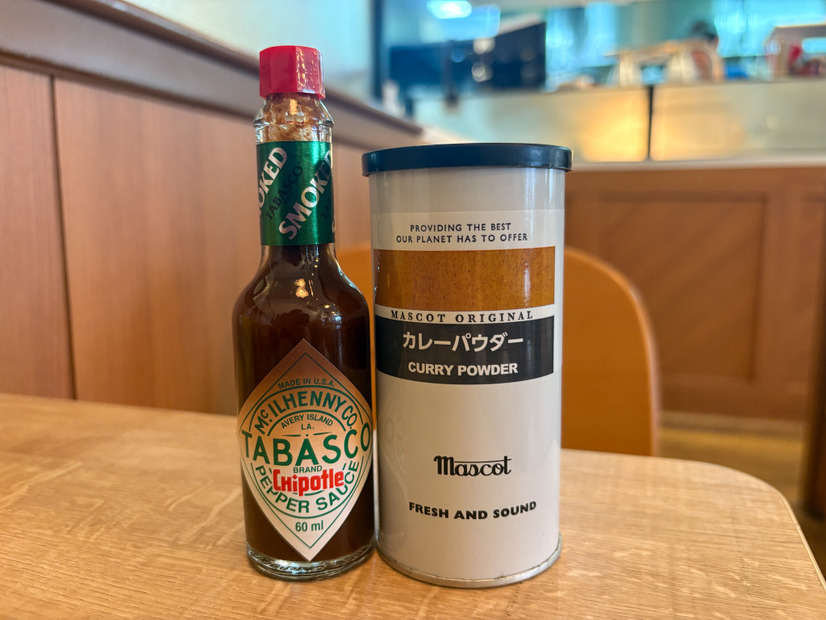 SMOKED
TABASCO
SMOKED
MADE IN U.S.A.
McILHENNY CO.
AVERY ISLAND
LA.
TABASCO
BRAND
CHIPOtLé
PEPPER SAUCE
60 ml
PROVIDING THE BEST
OUR PLANET HAS TO OFFER
MASCOT ORIGINAL
カレーパウダー
CURRY POWDER
mascot
FRESH AND SOUND